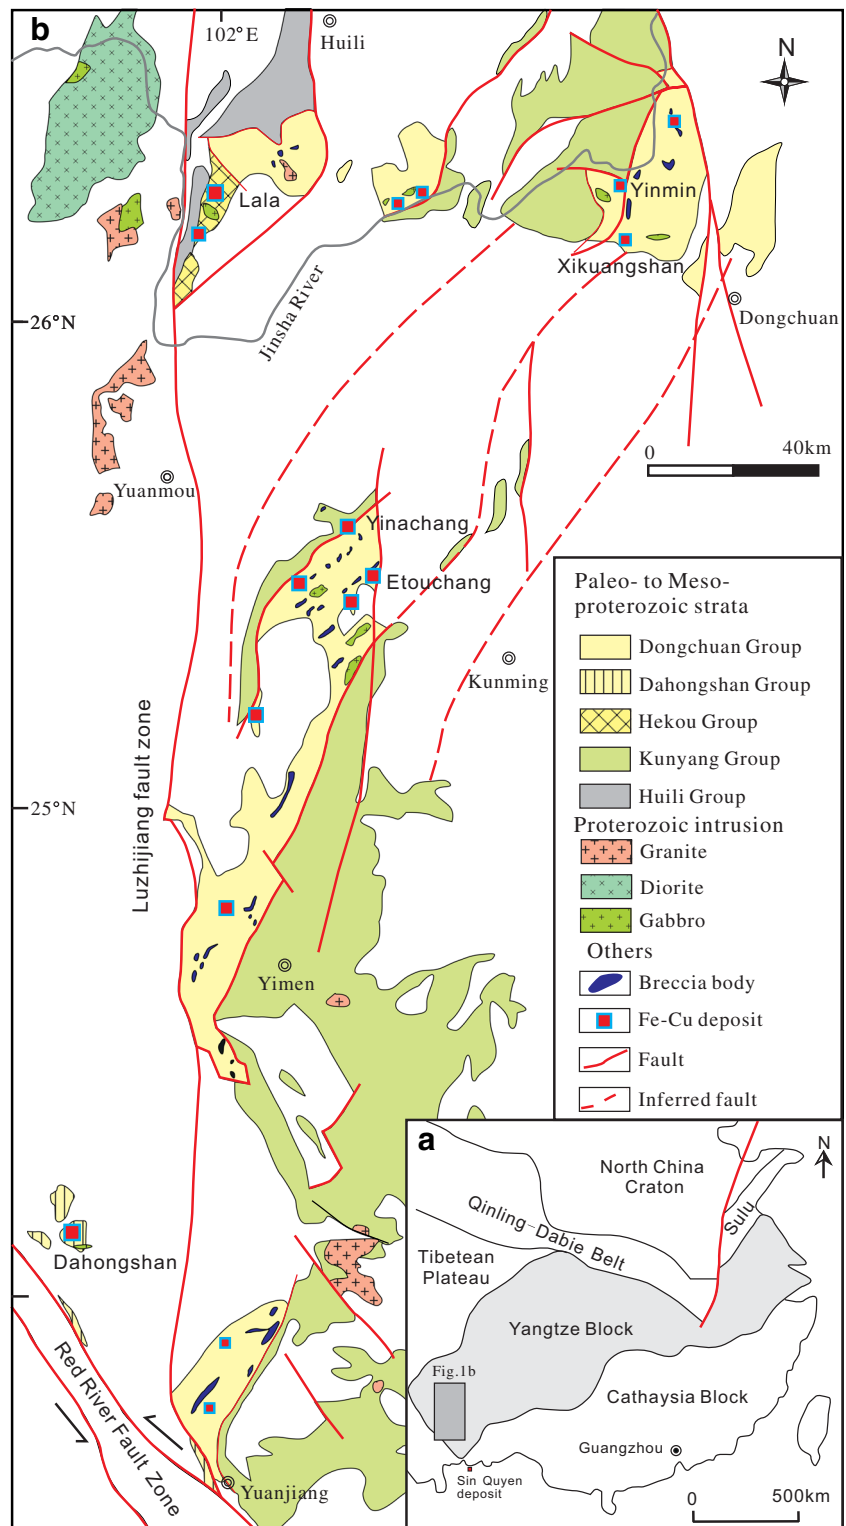 b
102°E
Huili
N
Lala
Yinmin
Xikuangshan
Jinsha River
26°N
Dongchuan
0 40km
Yuanmou
Yinachang
Etouchang
Kunming
Luzhijiang fault zone
25°N
Yimen
Dahongshan
Red River Fault Zone
Yuanjiang
Paleo- to Meso-
proterozoic strata
Dongchuan Group
Dahongshan Group
Hekou Group
Kunyang Group
Huili Group
Proterozoic intrusion
Granite
Diorite
Gabbro
Others
Breccia body
Fe-Cu deposit
Fault
Inferred fault
a
N
North China
Craton
Qinling-Dabie Belt
Sulu
Tibetean
Plateau
Yangtze Block
Fig.1b
Cathaysia Block
Guangzhou
Sin Quyen
deposit
0 500km